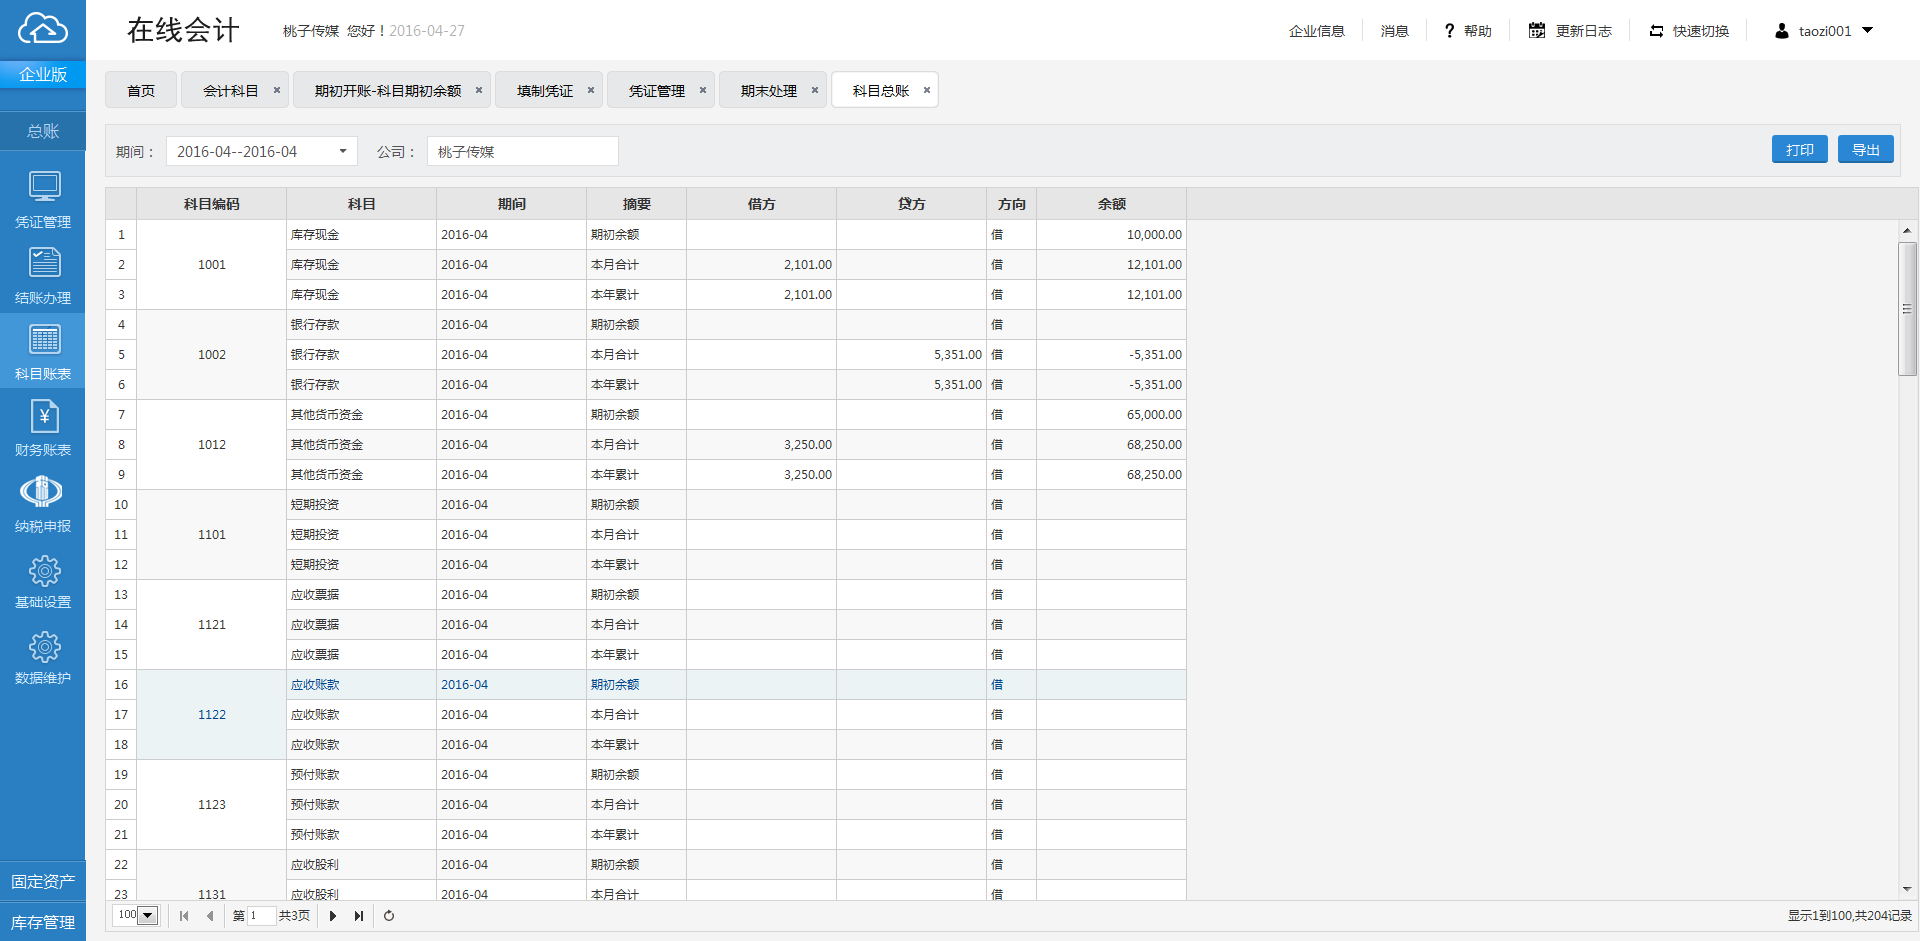 在线会计 桃子传媒 您好！2016-04-27 企业信息 消息 ? 帮助 更新日志 快速切换 taozi001
企业版
总账
凭证管理
结账办理
科目账表
¥
财务账表
纳税申报
基础设置
数据维护
固定资产
库存管理
首页 会计科目 × 期初开账-科目期初余额 × 填制凭证 × 凭证管理 × 期末处理 × 科目总账 ×
期间： 2016-04--2016-04 公司： 桃子传媒 打印 导出
科目编码 科目 期间 摘要 借方 贷方 方向 余额
1 1001 库存现金 2016-04 期初余额 借 10,000.00
2 库存现金 2016-04 本月合计 2,101.00 借 12,101.00
3 库存现金 2016-04 本年累计 2,101.00 借 12,101.00
4 1002 银行存款 2016-04 期初余额 借
5 银行存款 2016-04 本月合计 5,351.00 借 -5,351.00
6 银行存款 2016-04 本年累计 5,351.00 借 -5,351.00
7 1012 其他货币资金 2016-04 期初余额 借 65,000.00
8 其他货币资金 2016-04 本月合计 3,250.00 借 68,250.00
9 其他货币资金 2016-04 本年累计 3,250.00 借 68,250.00
10 1101 短期投资 2016-04 期初余额 借
11 短期投资 2016-04 本月合计 借
12 短期投资 2016-04 本年累计 借
13 1121 应收票据 2016-04 期初余额 借
14 应收票据 2016-04 本月合计 借
15 应收票据 2016-04 本年累计 借
16 1122 应收账款 2016-04 期初余额 借
17 应收账款 2016-04 本月合计 借
18 应收账款 2016-04 本年累计 借
19 1123 预付账款 2016-04 期初余额 借
20 预付账款 2016-04 本月合计 借
21 预付账款 2016-04 本年累计 借
22 1131 应收股利 2016-04 期初余额 借
23 应收股利 2016-04 本月合计 借
100 第 1 共3页 显示1到100,共204记录